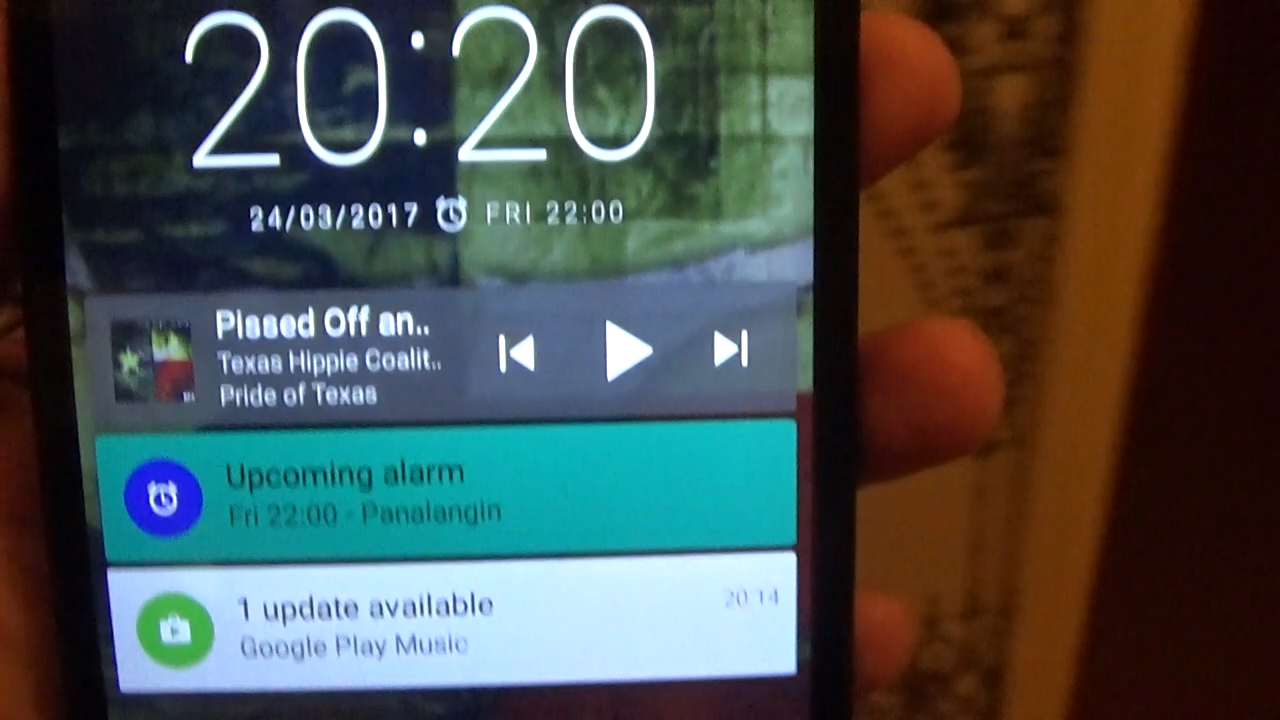 20:20
24/03/2017 FRI 22:00
Pissed Off an..
Texas Hippie Coalit..
Pride of Texas
Upcoming alarm
Fri 22:00 - Panalangin
1 update available
20:14
Google Play Music